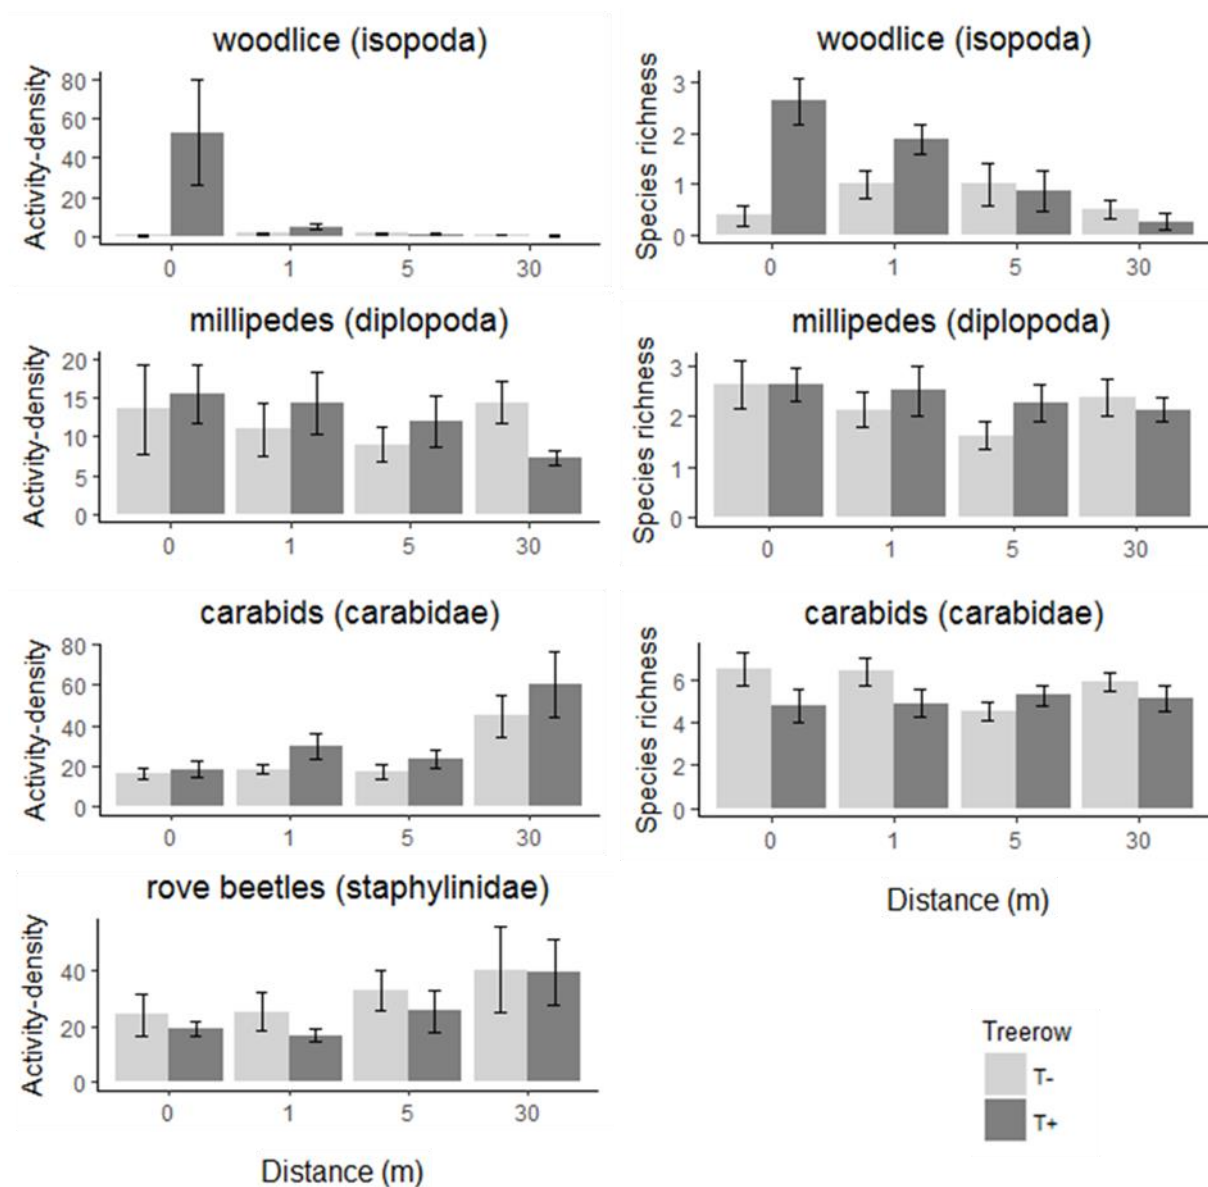 woodlice (isopoda)
Activity-density
80
60
40
20
0
0 1 5 30
woodlice (isopoda)
Species richness
3
2
1
0
0 1 5 30
millipedes (diplopoda)
Activity-density
20
15
10
5
0
0 1 5 30
millipedes (diplopoda)
Species richness
3
2
1
0
0 1 5 30
carabids (carabidae)
Activity-density
80
60
40
20
0
0 1 5 30
carabids (carabidae)
Species richness
6
4
2
0
0 1 5 30
rove beetles (staphylinidae)
Activity-density
40
20
0
0 1 5 30
Distance (m)
Distance (m)
Treerow
T-
T+